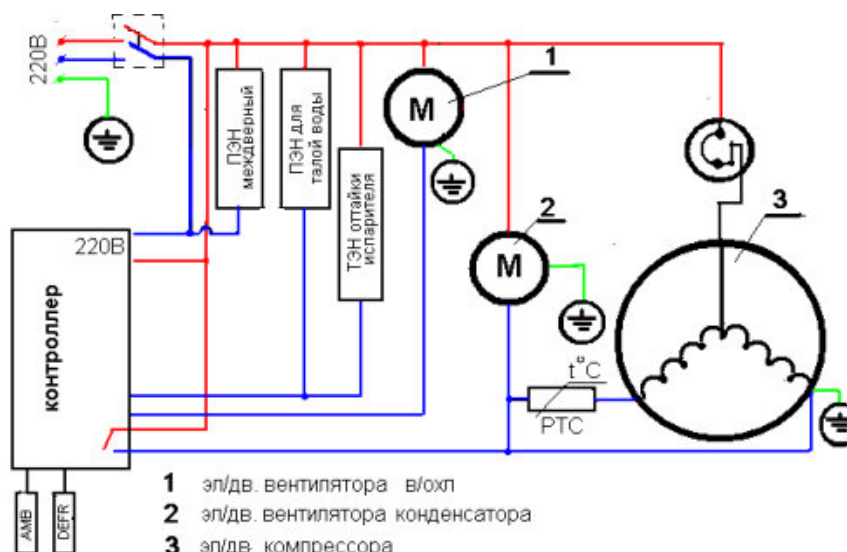 220В
ПЭН
междверный
ПЭН для
талой воды
ТЭН оттайки
испарителя
М
1
М
2
3
220В
контроллер
t°C
РТС
AMB
DEFR
1 эл/дв. вентилятора в/охл
2 эл/дв. вентилятора конденсатора
3 эл/дв. компрессора